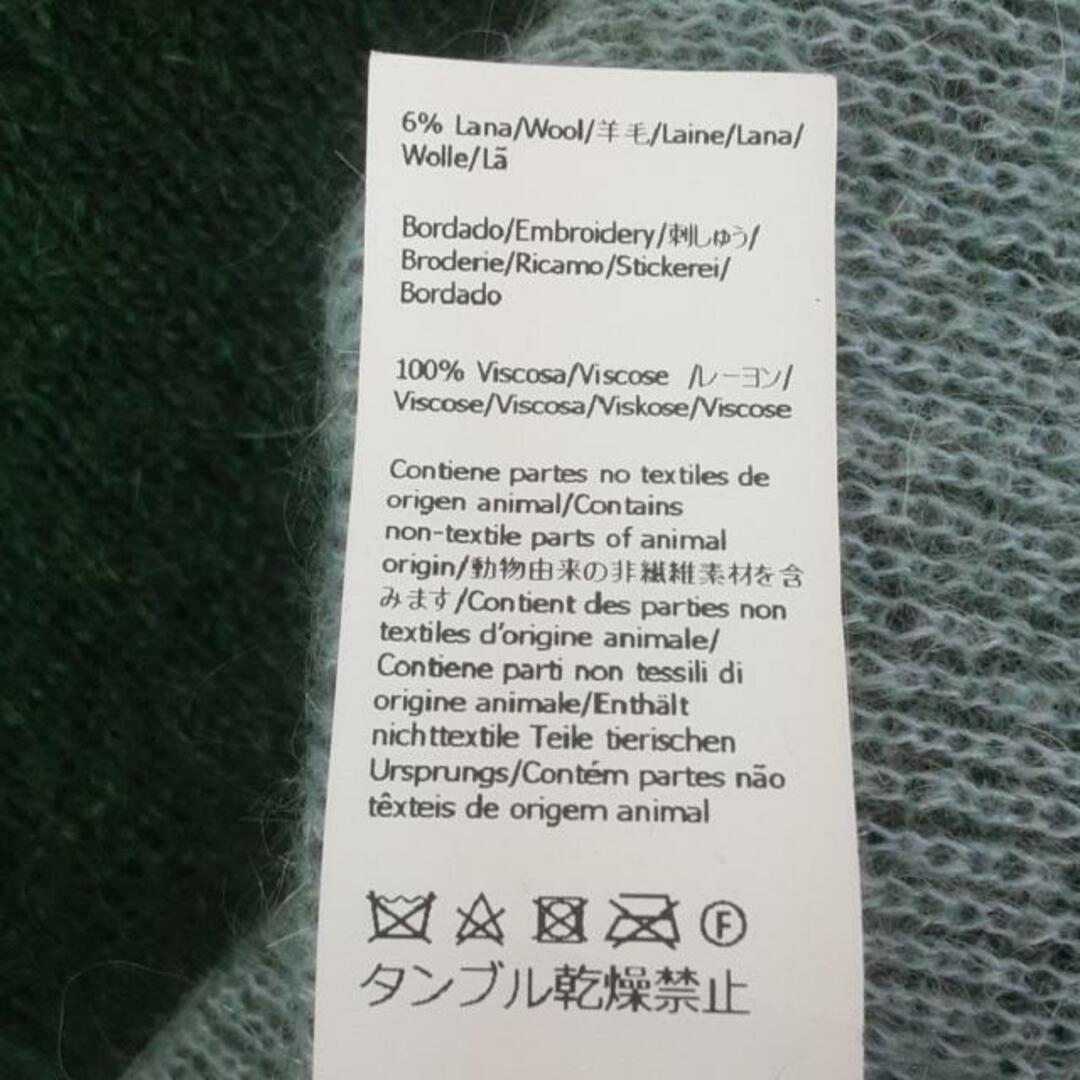 6% Lana/Wool/羊毛/Laine/Lana/
Wolle/Lã
Bordado/Embroidery/刺しゅう/
Broderie/Ricamo/Stickerei/
Bordado
100% Viscosa/Viscose /レーヨン/
Viscose/Viscosa/Viskose/Viscose
Contiene partes no textiles de
origen animal/Contains
non-textile parts of animal
origin/動物由来の非繊維素材を含
みます/Contient des parties non
textiles d'origine animale/
Contiene parti non tessili di
origine animale/Enthält
nichttextile Teile tierischen
Ursprungs/Contém partes não
têxteis de origem animal
F
タンブル乾燥禁止